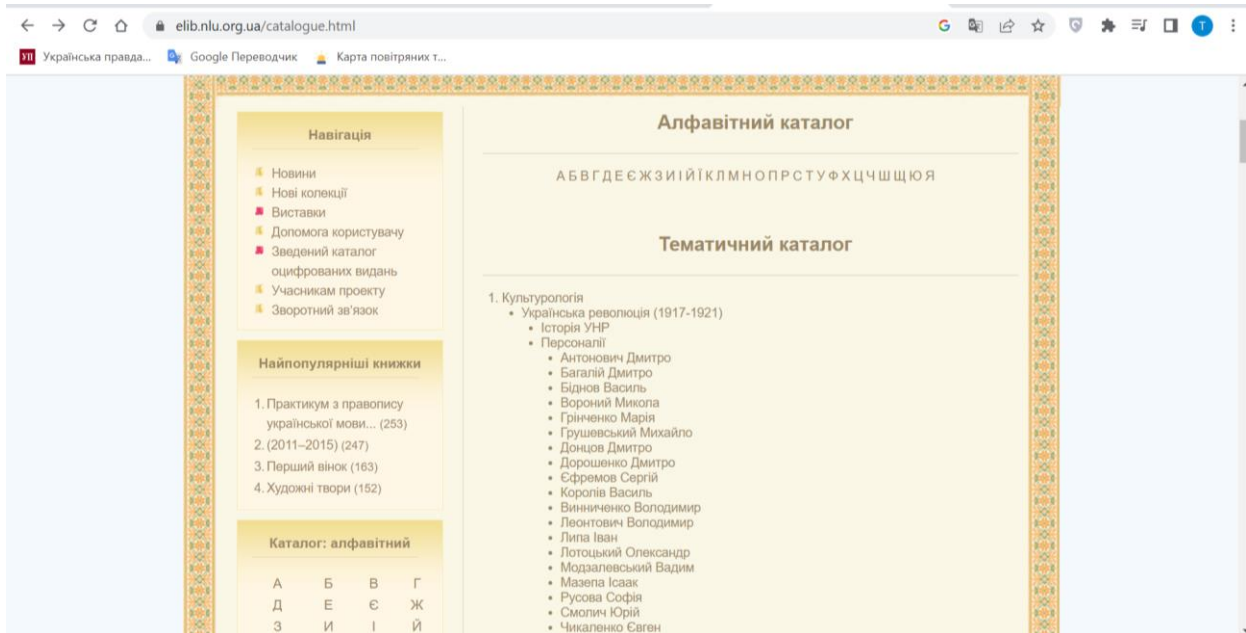 elib.nlu.org.ua/catalogue.html
Українська правда... Google Переводчик Карта повітряних т...
Навігація
Новини
Нові колекції
Виставки
Допомога користувачу
Зведений каталог
оцифрованих видань
Учасникам проекту
Зворотний зв'язок
Найпопулярніші книжки
1. Практикум з правопису
української мови... (253)
2. (2011–2015) (247)
3. Перший вінок (163)
4. Художні твори (152)
Каталог: алфавітний
А Б В Г
Д Е Є Ж
З И І Й
Алфавітний каталог
А Б В Г Д Е Є Ж З И І Й Ї К Л М Н О П Р С Т У Ф Х Ц Ч Ш Щ Ю Я
Тематичний каталог
1. Культурологія
• Українська революція (1917-1921)
• Історія УНР
• Персоналії
• Антонович Дмитро
• Багалій Дмитро
• Біднов Василь
• Вороний Микола
• Грінченко Марія
• Грушевський Михайло
• Донцов Дмитро
• Дорошенко Дмитро
• Єфремов Сергій
• Королів Василь
• Винниченко Володимир
• Леонтович Володимир
• Липа Іван
• Лотоцький Олександр
• Модзалевський Вадим
• Мазепа Ісаак
• Русова Софія
• Смолич Юрій
• Чикаленко Євген